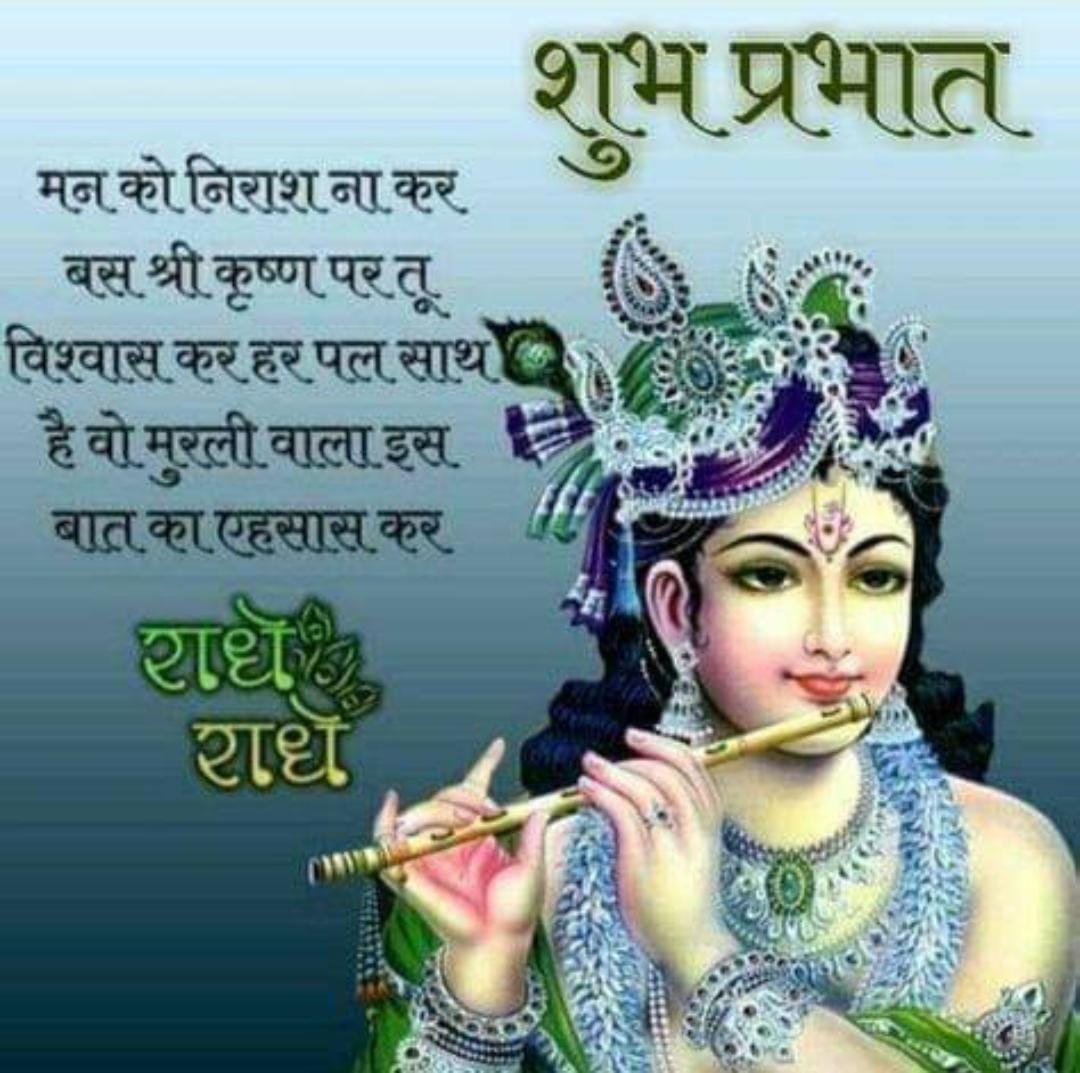 शुभ प्रभात
मन को निराश ना कर
बस श्री कृष्ण पर तू
विश्वास कर हर पल साथ
है वो मुरली वाला इस
बात का एहसास कर
राधे
राधे